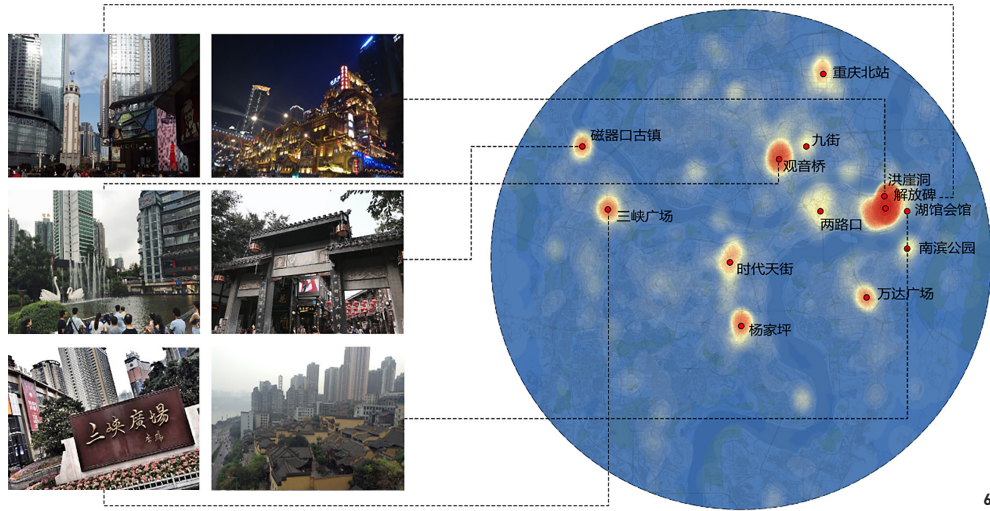 重庆北站
九街
磁器口古镇
观音桥
洪崖洞
解放碑
湖馆会馆
三峡广场
两路口
南滨公园
时代天街
万达广场
杨家坪
三峡廣場
6